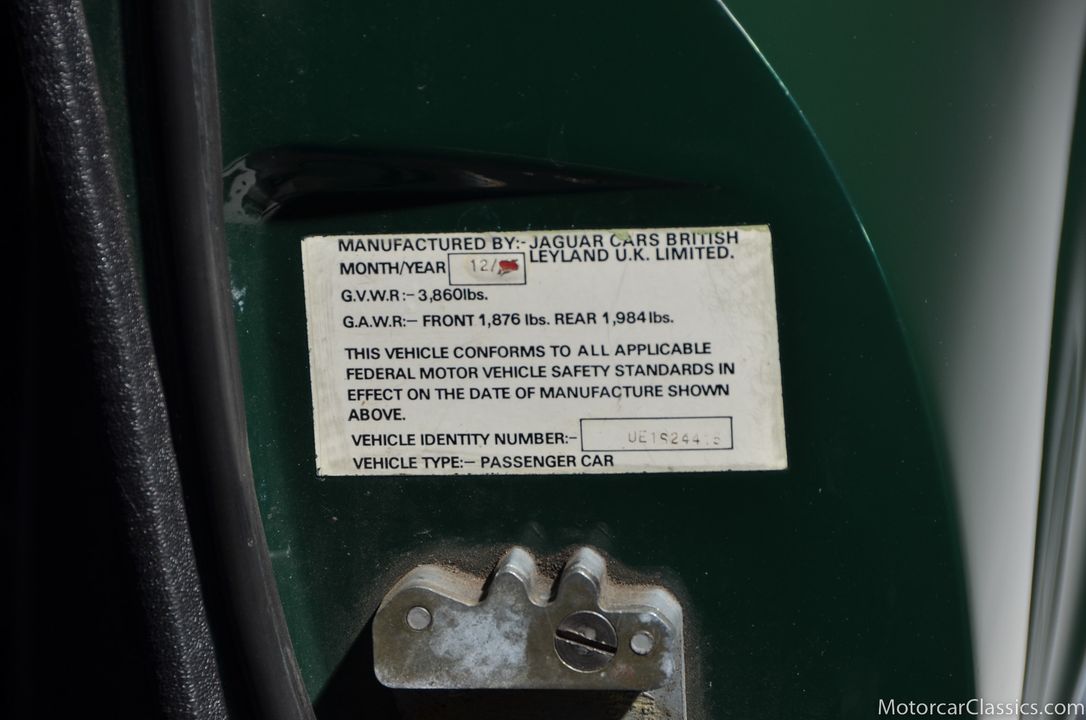 MANUFACTURED BY:- JAGUAR CARS BRITISH
LEYLAND U.K. LIMITED.
MONTH/YEAR 12/
G.V.W.R:- 3,860lbs.
G.A.W.R:- FRONT 1,876 lbs. REAR 1,984 lbs.
THIS VEHICLE CONFORMS TO ALL APPLICABLE
FEDERAL MOTOR VEHICLE SAFETY STANDARDS IN
EFFECT ON THE DATE OF MANUFACTURE SHOWN
ABOVE.
VEHICLE IDENTITY NUMBER:-
VEHICLE TYPE:- PASSENGER CAR
MotorcarClassics.com